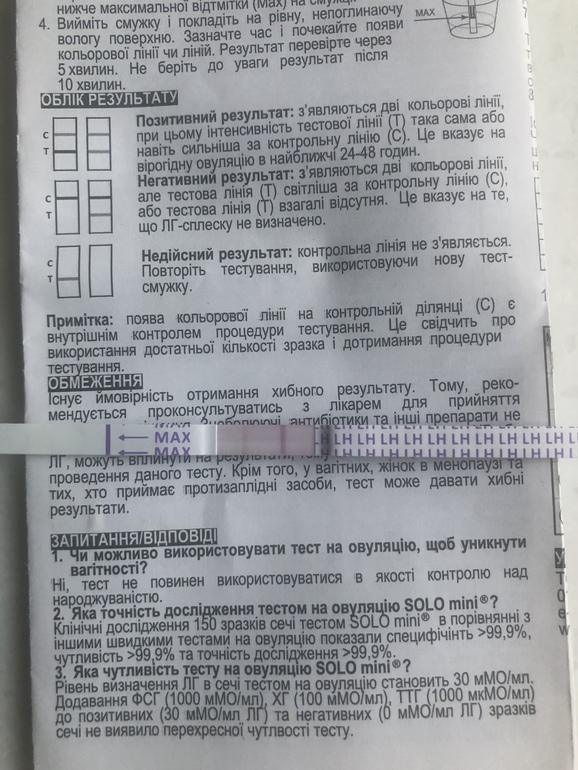 нижче максимальної відмітки (Max) на
4. Вийміть смужку і покладіть на рівну, непоглинаючу
вологу поверхню. Зазначте час і почекайте появи
кольорової лінії чи ліній. Результат перевірте через
5 хвилин. Не беріть до уваги результат після
10 хвилин.
MAX
ОБЛІК РЕЗУЛЬТАТУ
Позитивний результат: з'являються дві кольорові лінії,
при цьому інтенсивність тестової лінії (Т) така сама або
навіть сильніша за контрольну лінію (С). Це вказує на
вірогідну овуляцію в найближчі 24-48 годин.
C
T
Негативний результат: з'являються дві кольорові лінії,
але тестова лінія (Т) світліша за контрольну лінію (С),
або тестова лінія (Т) взагалі відсутня. Це вказує на те,
що ЛГ-сплеску не визначено.
C
T
Недійсний результат: контрольна лінія не з'являється.
Повторіть тестування, використовуючи нову тест-
смужку.
C
T
Примітка: поява кольорової лінії на контрольній ділянці (С) є
внутрішнім контролем процедури тестування. Це свідчить про
використання достатньої кількості зразка і дотримання процедури
тестування.
ОБМЕЖЕННЯ
Існує ймовірність отримання хибного результату. Тому, реко-
мендується проконсультуватись з лікарем для прийняття
антибіотики та інші препарати не
MAX LH LH LH LH LH LH LH LH LH LH
MAX
ЛГ, можуть вплинути на
проведення даного тесту. Крім того, у вагітних, жінок в менопаузі та
тих, хто приймає протизаплідні засоби, тест може давати хибні
результати.
ЗАПИТАННЯ/ВІДПОВІДІ
1. Чи можливо використовувати тест на овуляцію, щоб уникнути
вагітності?
Ні, тест не повинен використовуватися в якості контролю над
народжуваністю.
2. Яка точність дослідження тестом на овуляцію SOLO mini®?
Клінічні дослідження 150 зразків сечі тестом SOLO mini® в порівнянні з
іншими швидкими тестами на овуляцію показали специфічінть >99,9%,
чутливість >99,9% та точність дослідження >99,9%.
3. Яка чутливість тесту на овуляцію SOLO mini®?
Рівень визначення ЛГ в сечі тестом на овуляцію становить 30 мМО/мл.
Додавання ФСГ (1000 мМО/мл), ХГ (100 мМО/мл), ТТГ (1000 мкМО/мл)
до позитивних (30 мМО/мл ЛГ) та негативних (0 мМО/мл ЛГ) зразків
сечі не виявило перехресної чутлвості тесту.